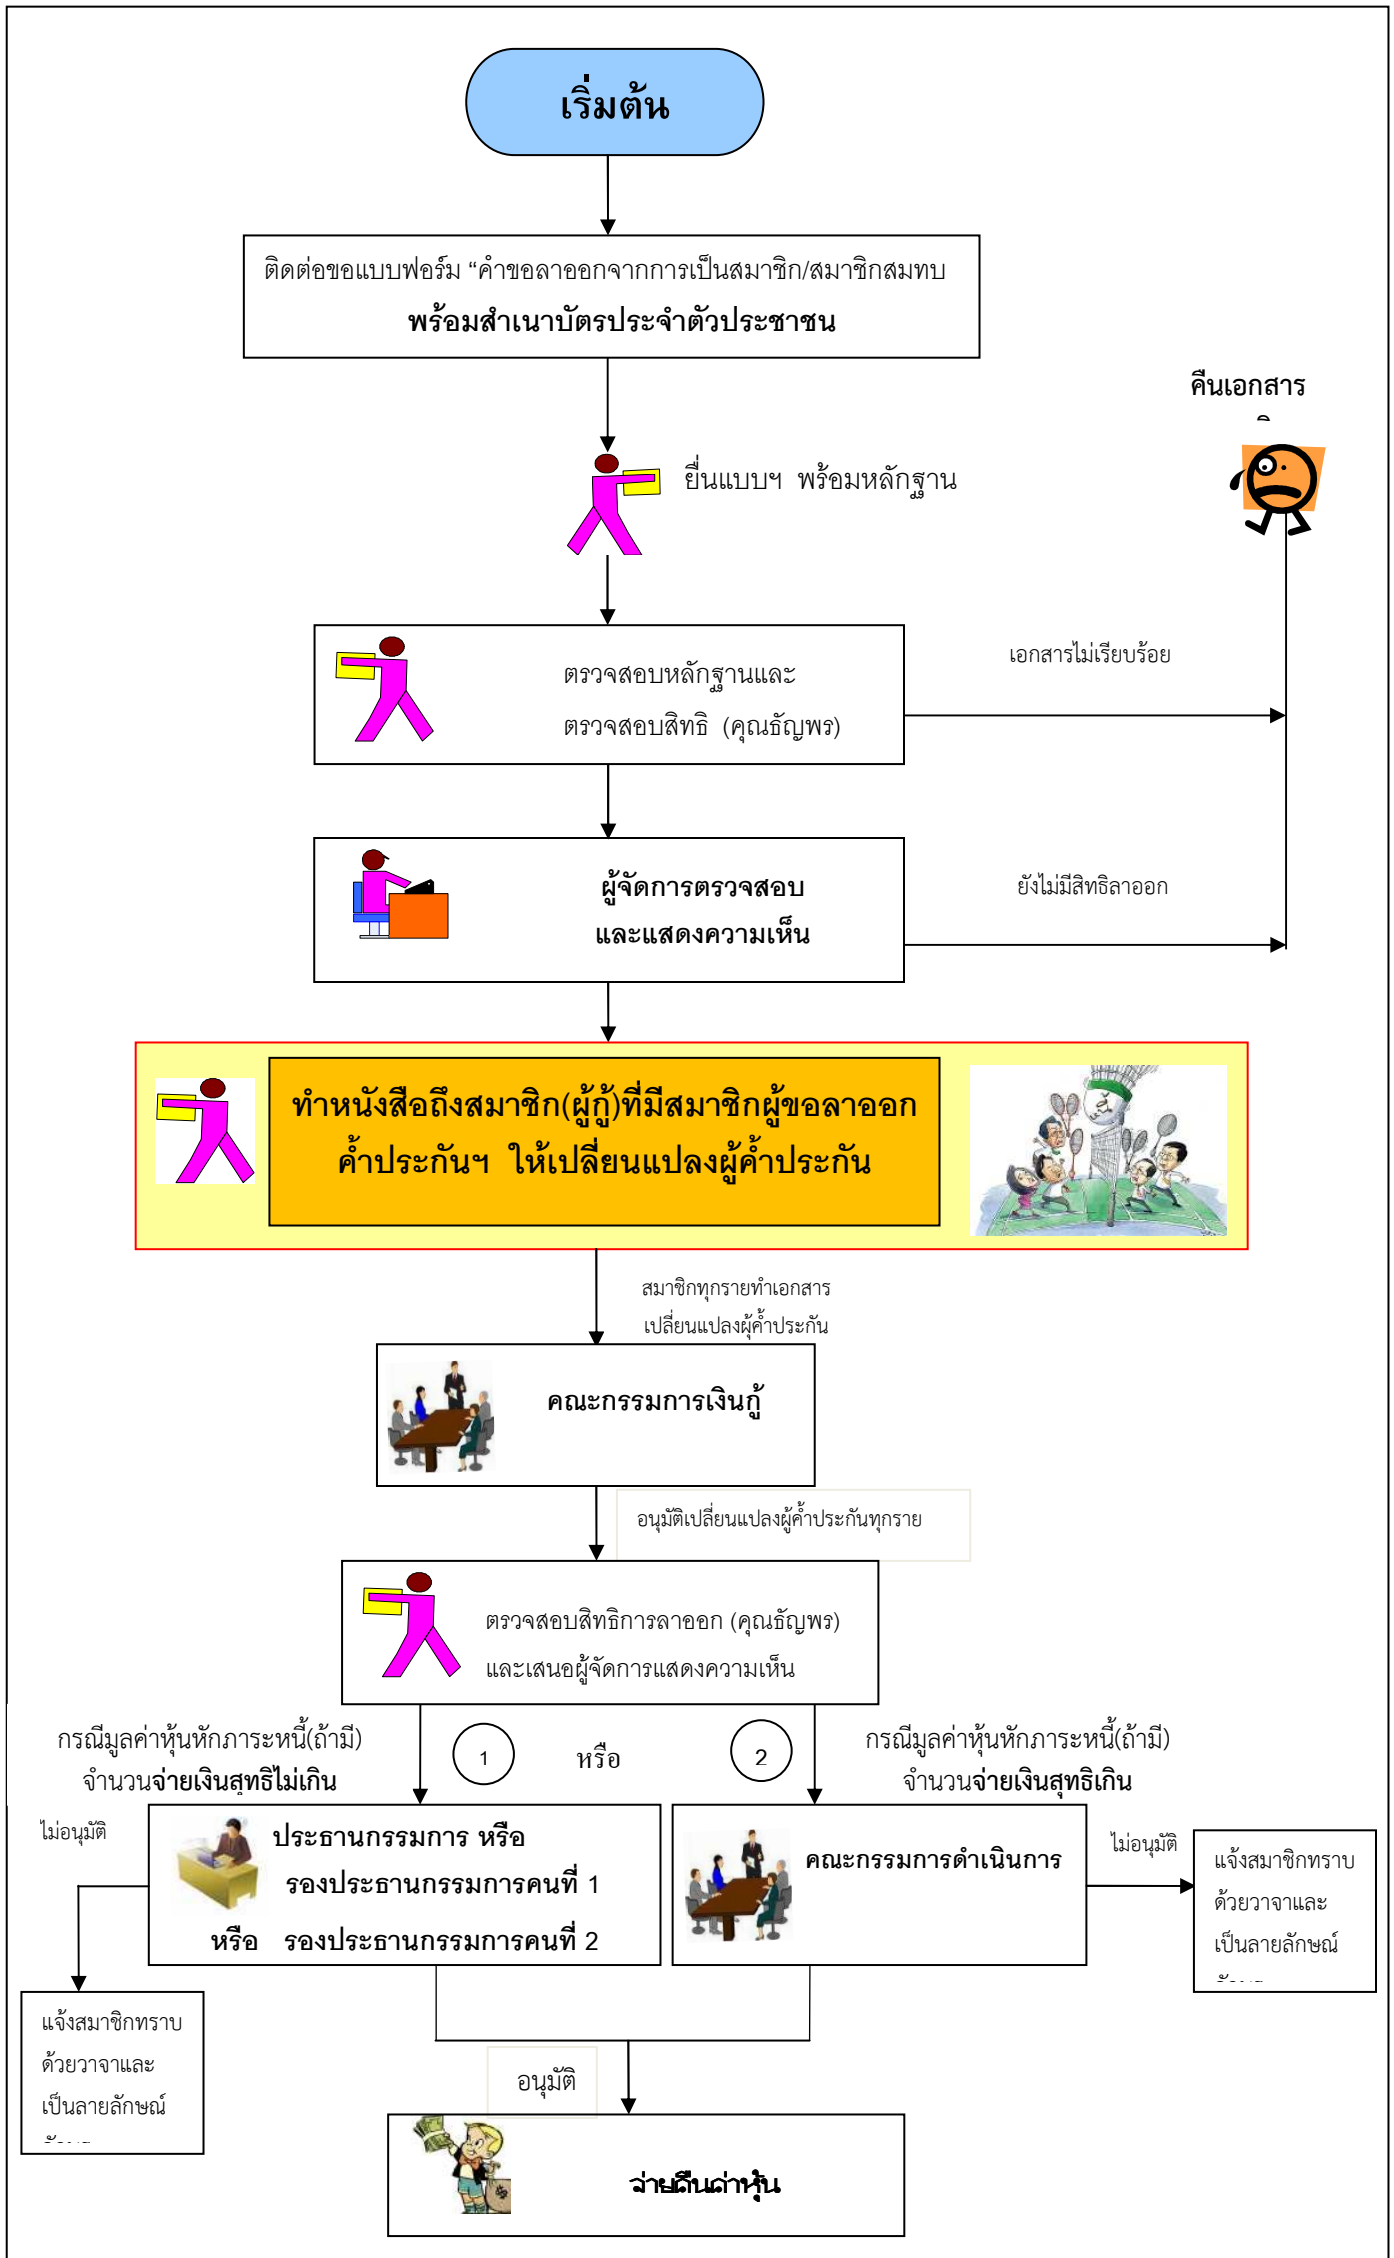 เริ่มต้น
ติดต่อขอแบบฟอร์ม “คำขอลาออกจากการเป็นสมาชิก/สมาชิกสมทบ
พร้อมสำเนาบัตรประจำตัวประชาชน
คืนเอกสาร
ยื่นแบบฯ พร้อมหลักฐาน
ตรวจสอบหลักฐานและ
ตรวจสอบสิทธิ (คุณธัญพร)
เอกสารไม่เรียบร้อย
ผู้จัดการตรวจสอบ
และแสดงความเห็น
ยังไม่มีสิทธิลาออก
ทำหนังสือถึงสมาชิก(ผู้กู้)ที่มีสมาชิกผู้ขอลาออก
ค้ำประกันฯ ให้เปลี่ยนแปลงผู้ค้ำประกัน
สมาชิกทุกรายทำเอกสาร
เปลี่ยนแปลงผุ้ค้ำประกัน
คณะกรรมการเงินกู้
อนุมัติเปลี่ยนแปลงผู้ค้ำประกันทุกราย
ตรวจสอบสิทธิการลาออก (คุณธัญพร)
และเสนอผู้จัดการแสดงความเห็น
กรณีมูลค่าหุ้นหักภาระหนี้(ถ้ามี)
จำนวนจ่ายเงินสุทธิไม่เกิน
1
หรือ
2
กรณีมูลค่าหุ้นหักภาระหนี้(ถ้ามี)
จำนวนจ่ายเงินสุทธิเกิน
ไม่อนุมัติ
ประธานกรรมการ หรือ
รองประธานกรรมการคนที่ 1
หรือ รองประธานกรรมการคนที่ 2
คณะกรรมการดำเนินการ
ไม่อนุมัติ
แจ้งสมาชิกทราบ
ด้วยวาจาและ
เป็นลายลักษณ์
แจ้งสมาชิกทราบ
ด้วยวาจาและ
เป็นลายลักษณ์
อนุมัติ
จ่ายคืนค่าหุ้น